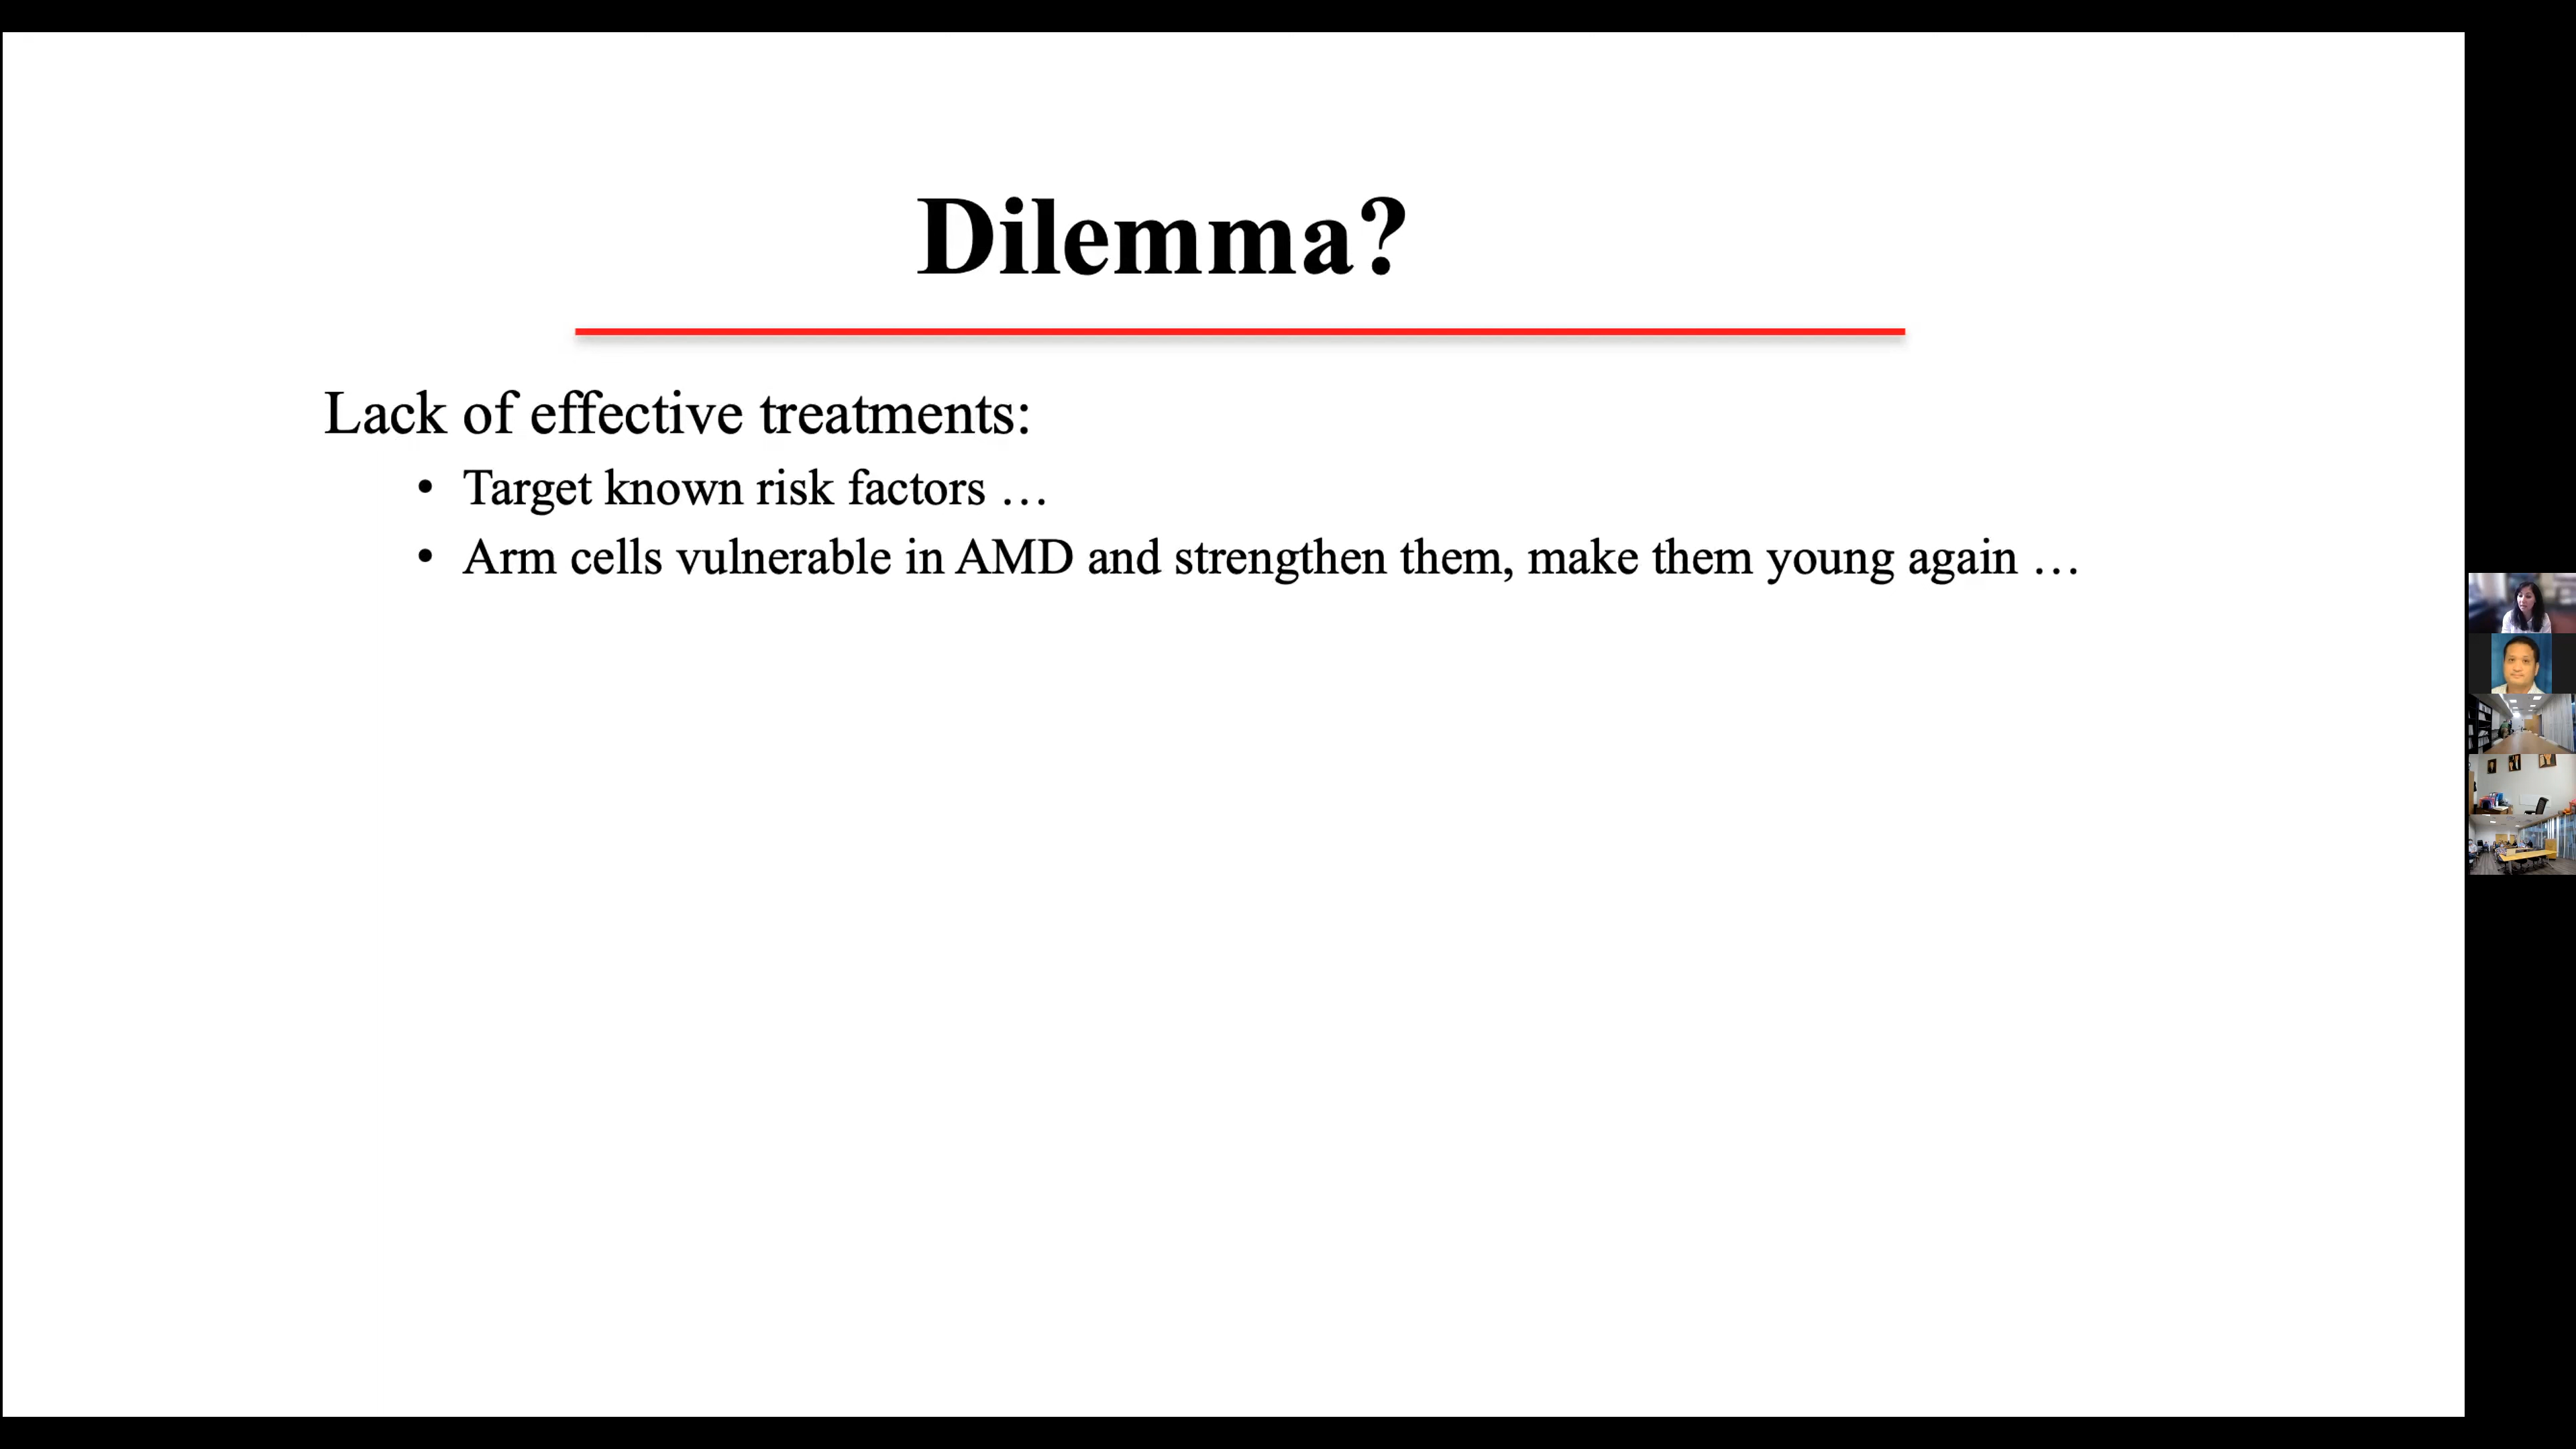 Dilemma?
Lack of effective treatments:
• Target known risk factors …
• Arm cells vulnerable in AMD and strengthen them, make them young again …